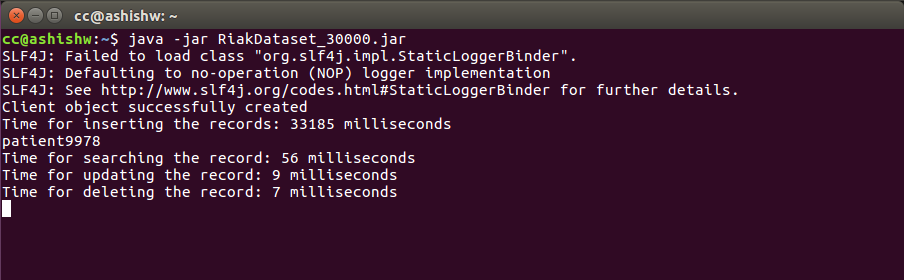 cc@ashishw: ~
cc@ashishw:~$ java -jar RiakDataset_30000.jar
SLF4J: Failed to load class "org.slf4j.impl.StaticLoggerBinder".
SLF4J: Defaulting to no-operation (NOP) logger implementation
SLF4J: See http://www.slf4j.org/codes.html#StaticLoggerBinder for further details.
Client object successfully created
Time for inserting the records: 33185 milliseconds
patient9978
Time for searching the record: 56 milliseconds
Time for updating the record: 9 milliseconds
Time for deleting the record: 7 milliseconds